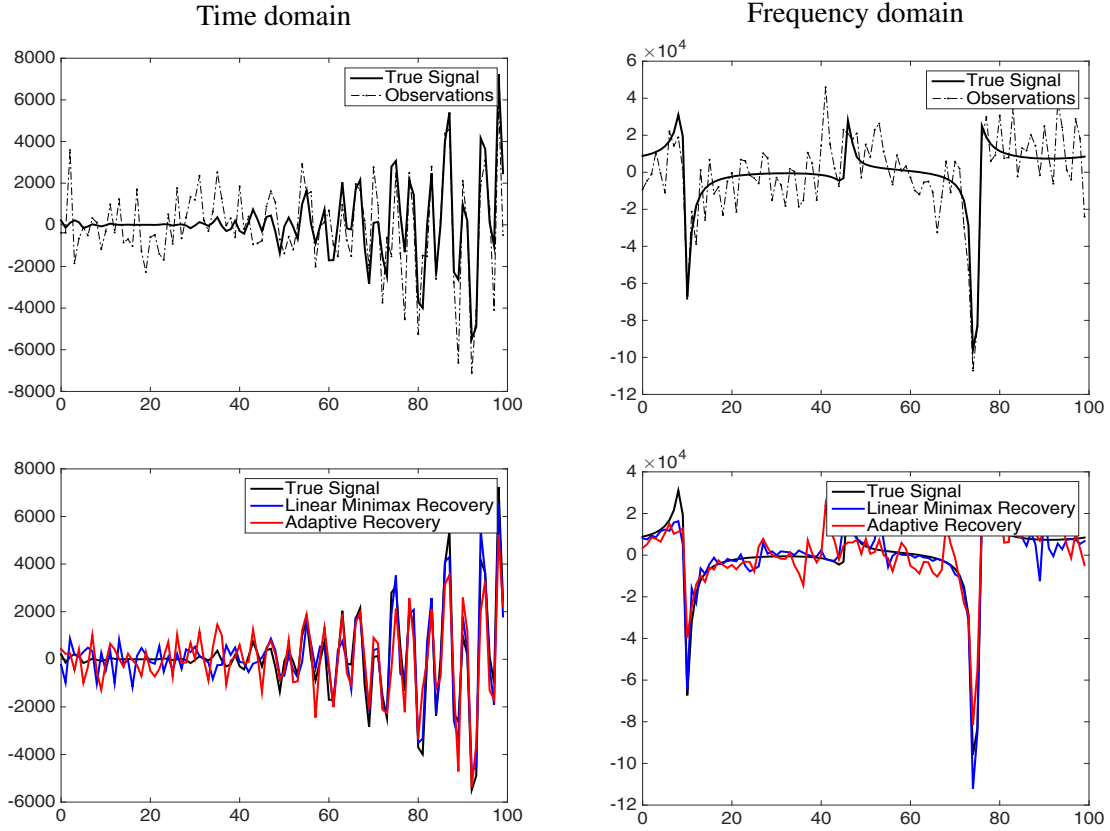 Time domain
Frequency domain
8000
6000
4000
2000
0
-2000
-4000
-6000
-8000
0 20 40 60 80 100
True Signal
Observations
×10⁴
6
4
2
0
-2
-4
-6
-8
-10
-12
0 20 40 60 80 100
True Signal
Observations
8000
6000
4000
2000
0
-2000
-4000
-6000
0 20 40 60 80 100
True Signal
Linear Minimax Recovery
Adaptive Recovery
×10⁴
4
2
0
-2
-4
-6
-8
-10
-12
0 20 40 60 80 100
True Signal
Linear Minimax Recovery
Adaptive Recovery